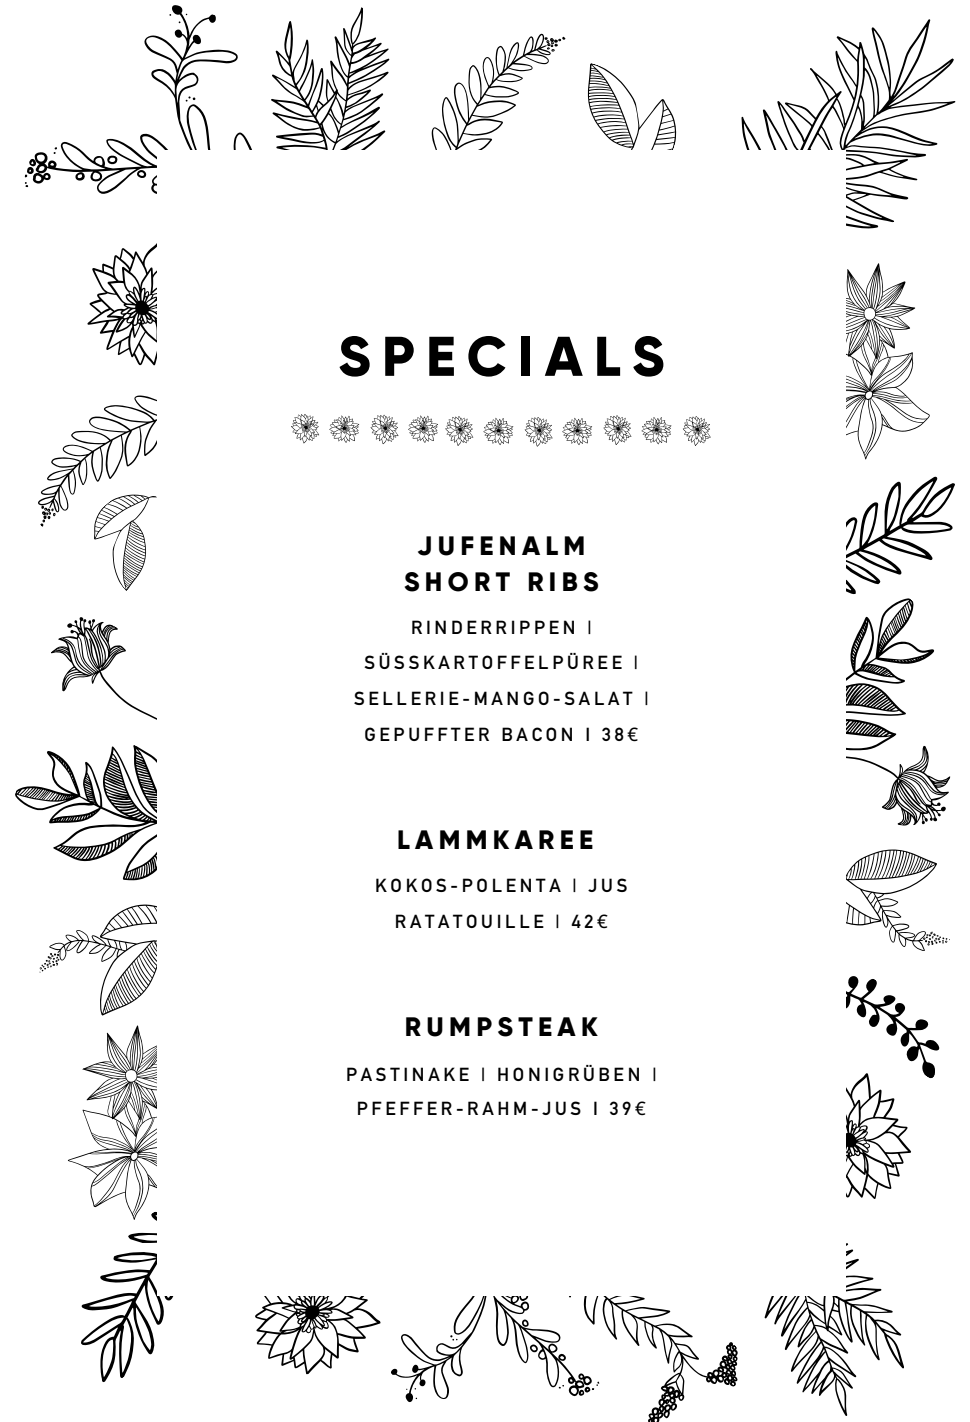 SPECIALS
JUFENALM
SHORT RIBS
RINDERRIPPEN |
SÜSSKARTOFFELPÜREE |
SELLERIE-MANGO-SALAT |
GEPUFFTER BACON I 38€
LAMMKAREE
KOKOS-POLENTA | JUS
RATATOUILLE | 42€
RUMPSTEAK
PASTINAKE | HONIGRÜBEN |
PFEFFER-RAHM-JUS I 39€